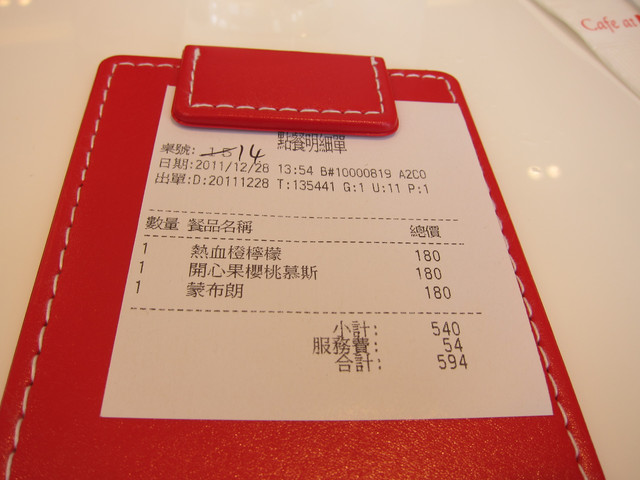 Cafe at
點餐明細單
桌號: 14
日期:2011/12/28 13:54 B#10000819 A2C0
出單:D:20111228 T:135441 G:1 U:11 P:1
數量 餐品名稱 總價
1 熱血橙檸檬 180
1 開心果櫻桃慕斯 180
1 蒙布朗 180
小計: 540
服務費: 54
合計: 594